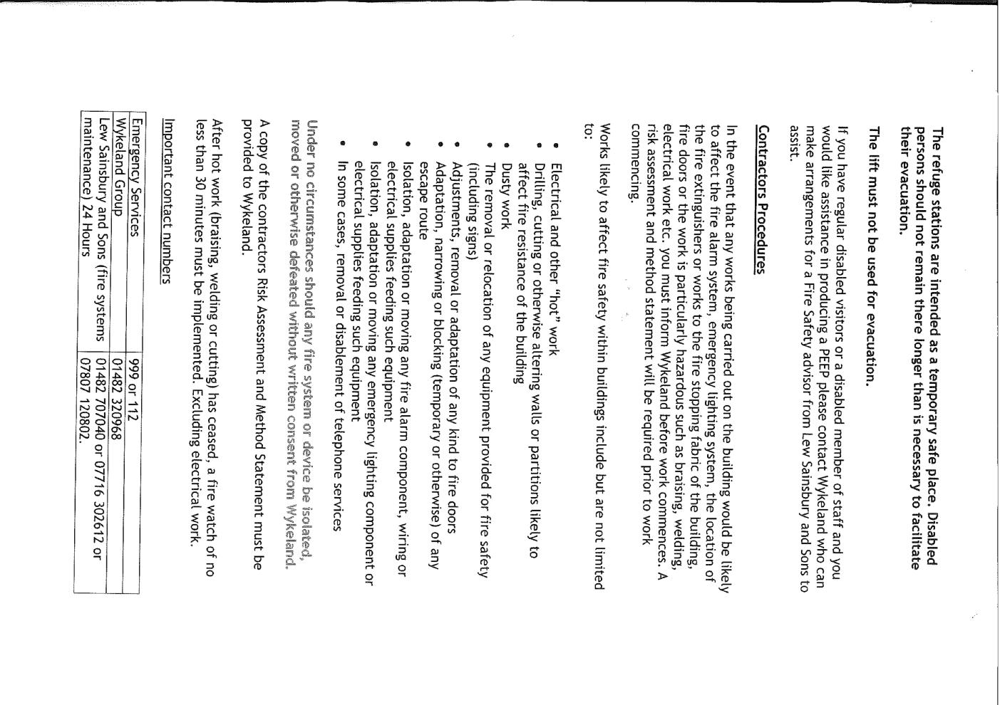 The refuge stations are intended as a temporary safe place. Disabled
persons should not remain there longer than is necessary to facilitate
their evacuation.
The lift must not be used for evacuation.
If you have regular disabled visitors or a disabled member of staff and you
would like assistance in producing a PEEP please contact Wykeland who can
make arrangements for a Fire Safety advisor from Lew Sainsbury and Sons to
assist.
Contractors Procedures
In the event that any works being carried out on the building would be likely
to affect the fire alarm system, emergency lighting system, the location of
the fire extinguishers or works to the fire stopping fabric of the building,
fire doors or the work is particularly hazardous such as braising, welding,
electrical work etc. you must inform Wykeland before work commences. A
risk assessment and method statement will be required prior to work
commencing.
Works likely to affect fire safety within buildings include but are not limited
to:
• Electrical and other "hot" work
• Drilling, cutting or otherwise altering walls or partitions likely to
affect fire resistance of the building
• Dusty work
• The removal or relocation of any equipment provided for fire safety
(including signs)
• Adjustments, removal or adaptation of any kind to fire doors
• Adaptation, narrowing or blocking (temporary or otherwise) of any
escape route
• Isolation, adaptation or moving any fire alarm component, wiring or
electrical supplies feeding such equipment
• Isolation, adaptation or moving any emergency lighting component or
electrical supplies feeding such equipment
• In some cases, removal or disablement of telephone services
Under no circumstances should any fire system or device be isolated,
moved or otherwise defeated without written consent from Wykeland.
A copy of the contractors Risk Assessment and Method Statement must be
provided to Wykeland.
After hot work (braising, welding or cutting) has ceased, a fire watch of no
less than 30 minutes must be implemented. Excluding electrical work.
Important contact numbers
Emergency Services 999 or 112
Wykeland Group 01482 320968
Lew Sainsbury and Sons (fire systems 01482 707040 or 07716 302612 or
maintenance) 24 Hours 07807 120802.